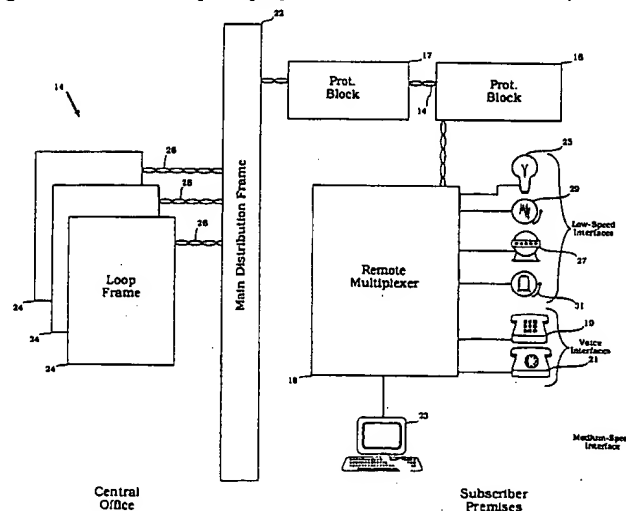 22
17
16
Prot.
Block
Prot.
Block
14
14
25
29
Low-Speed
Interfaces
27
31
19
Voice
Interfaces
21
26
26
26
Main Distribution Frame
Remote
Multiplexer
Loop
Frame
24
24
24
18
23
Medium-Spee
Interface
Central
Office
Subscriber
Premises